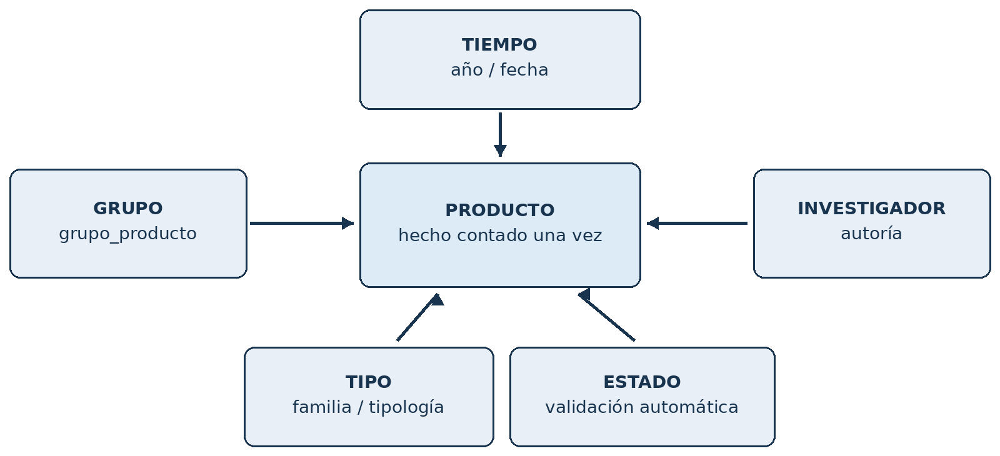 TIEMPO
año / fecha
GRUPO
grupo_producto
PRODUCTO
hecho contado una vez
INVESTIGADOR
autoría
TIPO
familia / tipología
ESTADO
validación automática